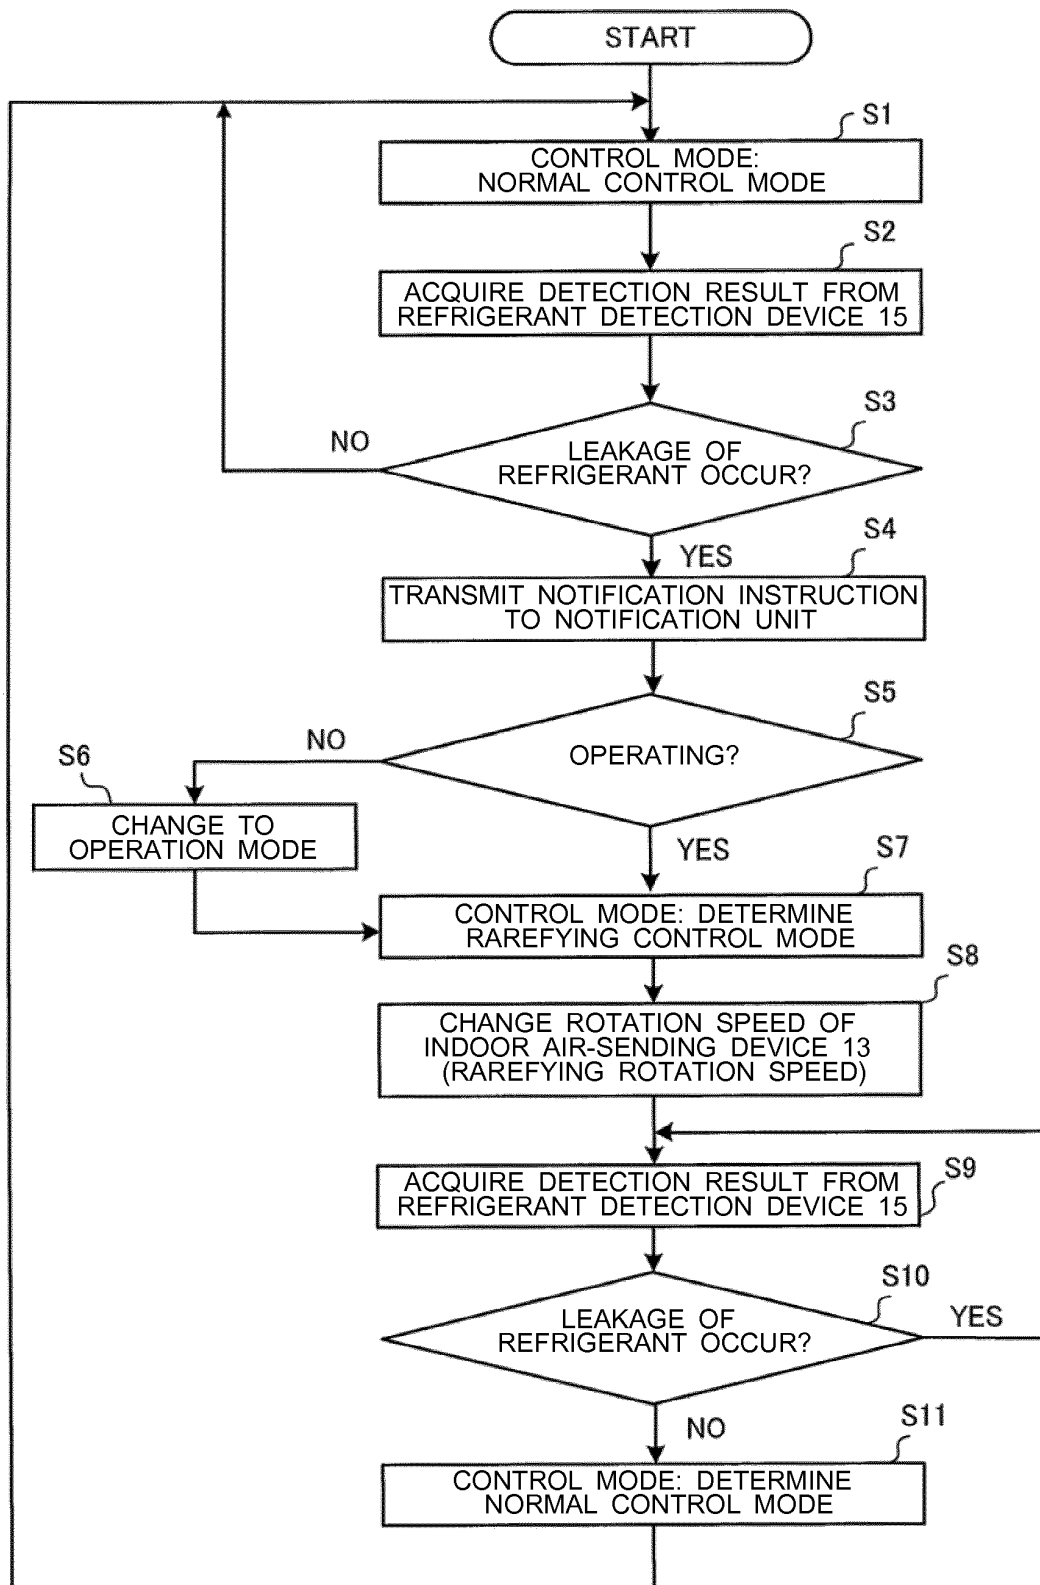 START
S1
CONTROL MODE:
NORMAL CONTROL MODE
S2
ACQUIRE DETECTION RESULT FROM
REFRIGERANT DETECTION DEVICE 15
S3
NO
LEAKAGE OF
REFRIGERANT OCCUR?
YES
S4
TRANSMIT NOTIFICATION INSTRUCTION
TO NOTIFICATION UNIT
S5
NO
OPERATING?
S6
CHANGE TO
OPERATION MODE
YES
S7
CONTROL MODE: DETERMINE
RAREFYING CONTROL MODE
S8
CHANGE ROTATION SPEED OF
INDOOR AIR-SENDING DEVICE 13
(RAREFYING ROTATION SPEED)
S9
ACQUIRE DETECTION RESULT FROM
REFRIGERANT DETECTION DEVICE 15
S10
LEAKAGE OF
REFRIGERANT OCCUR?
YES
NO
S11
CONTROL MODE: DETERMINE
NORMAL CONTROL MODE